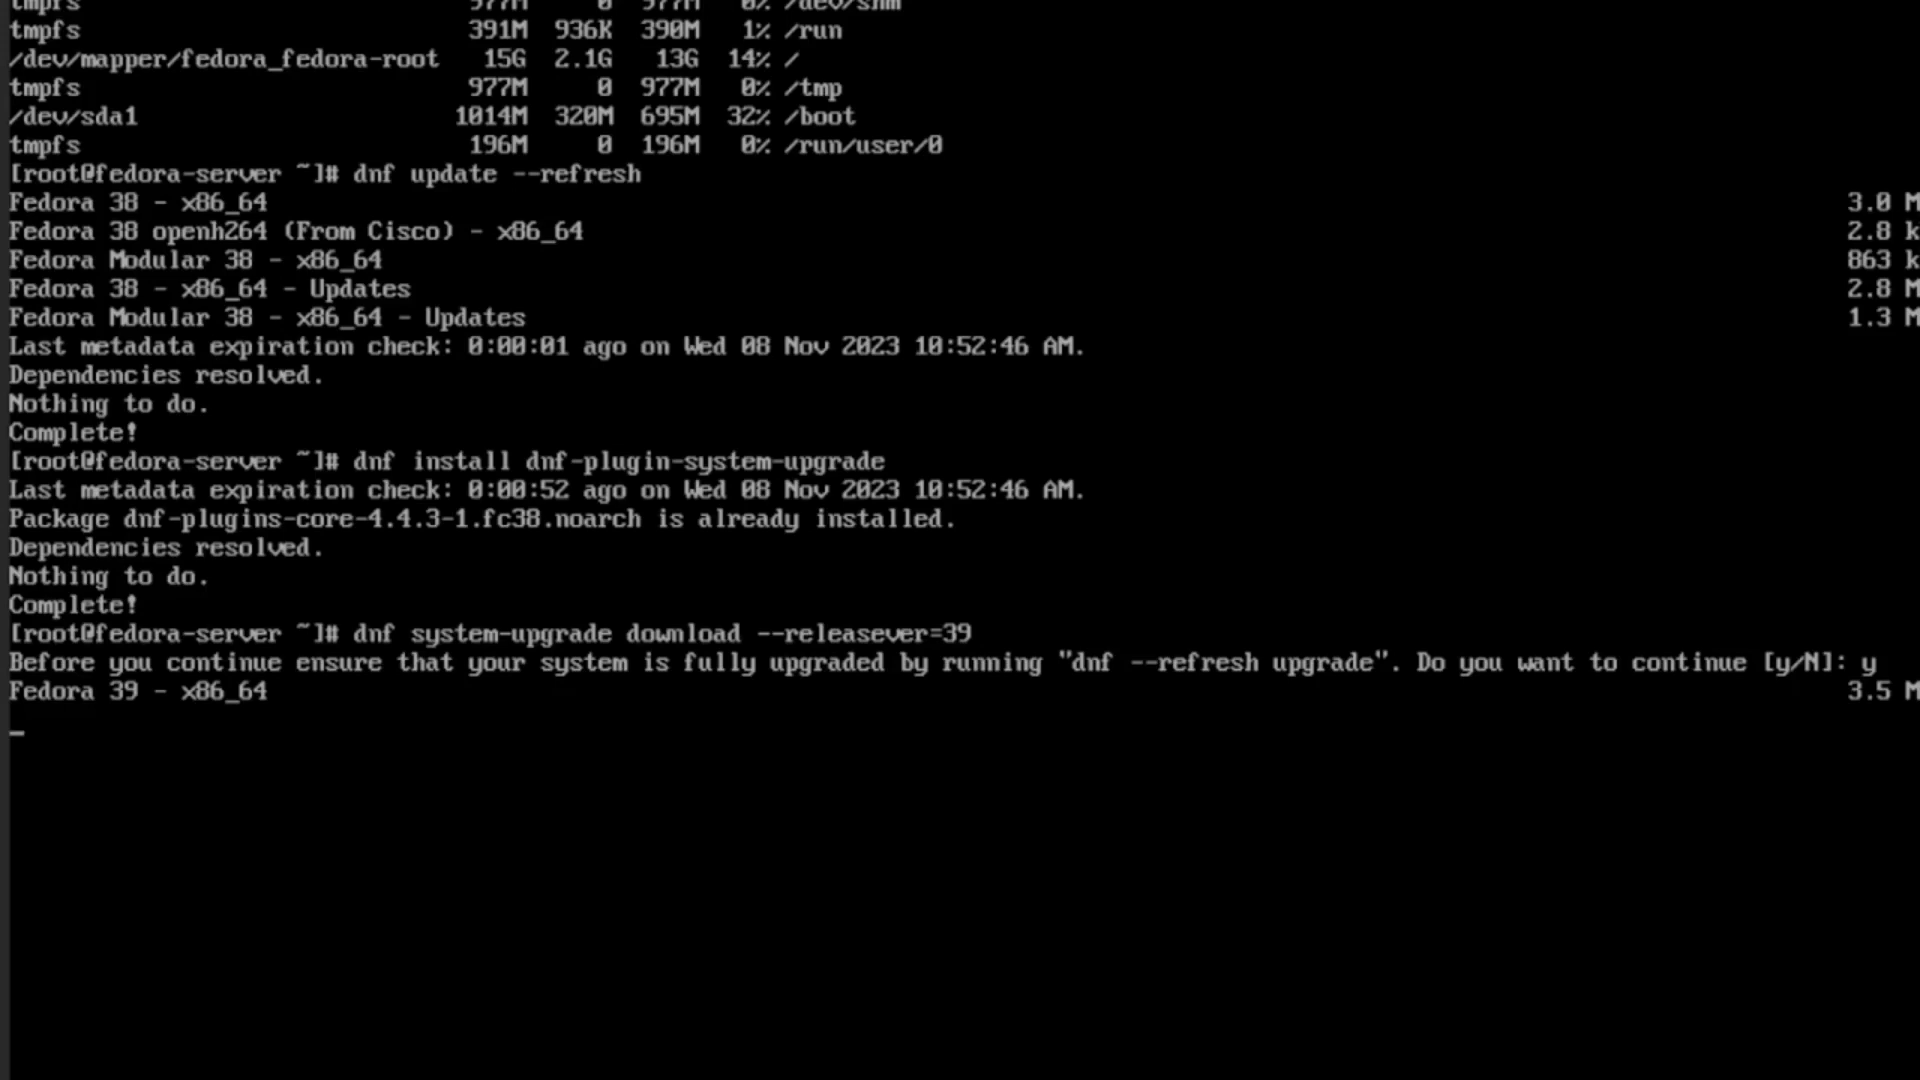 tmpfs 977M 0 977M 0% /dev/shm
tmpfs 391M 936K 390M 1% /run
/dev/mapper/fedora_fedora-root 15G 2.1G 13G 14% /
tmpfs 977M 0 977M 0% /tmp
/dev/sda1 1014M 320M 695M 32% /boot
tmpfs 196M 0 196M 0% /run/user/0
[root@fedora-server ~]# dnf update --refresh
Fedora 38 - x86_64 3.0 M
Fedora 38 openh264 (From Cisco) - x86_64 2.8 k
Fedora Modular 38 - x86_64 863 k
Fedora 38 - x86_64 - Updates 2.8 M
Fedora Modular 38 - x86_64 - Updates 1.3 M
Last metadata expiration check: 0:00:01 ago on Wed 08 Nov 2023 10:52:46 AM.
Dependencies resolved.
Nothing to do.
Complete!
[root@fedora-server ~]# dnf install dnf-plugin-system-upgrade
Last metadata expiration check: 0:00:52 ago on Wed 08 Nov 2023 10:52:46 AM.
Package dnf-plugins-core-4.4.3-1.fc38.noarch is already installed.
Dependencies resolved.
Nothing to do.
Complete!
[root@fedora-server ~]# dnf system-upgrade download --releasever=39
Before you continue ensure that your system is fully upgraded by running "dnf --refresh upgrade". Do you want to continue [y/N]: y
Fedora 39 - x86_64 3.5 M